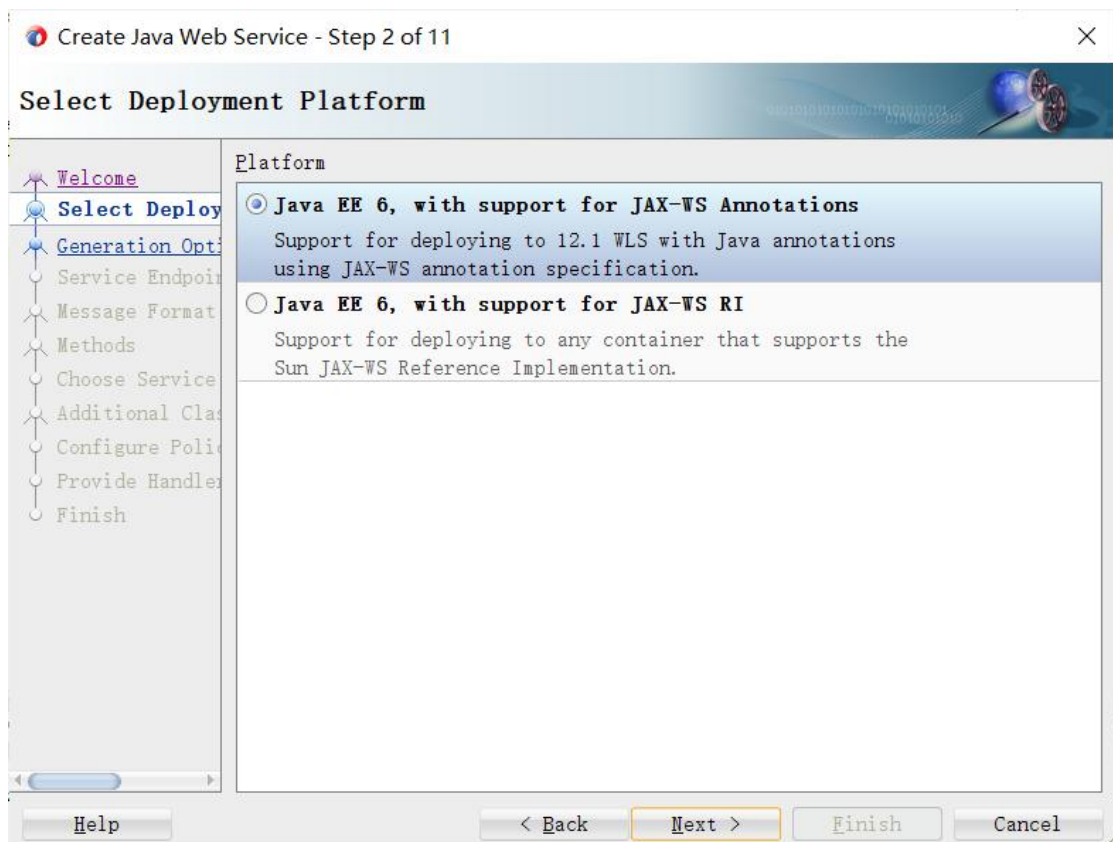 Create Java Web Service - Step 2 of 11
Select Deployment Platform
Welcome
Select Deploy
Generation Opti
Service Endpoin
Message Format
Methods
Choose Service
Additional Clas
Configure Polic
Provide Handler
Finish
Platform
Java EE 6, with support for JAX-WS Annotations
Support for deploying to 12.1 WLS with Java annotations
using JAX-WS annotation specification.
Java EE 6, with support for JAX-WS RI
Support for deploying to any container that supports the
Sun JAX-WS Reference Implementation.
Help
< Back
Next >
Finish
Cancel